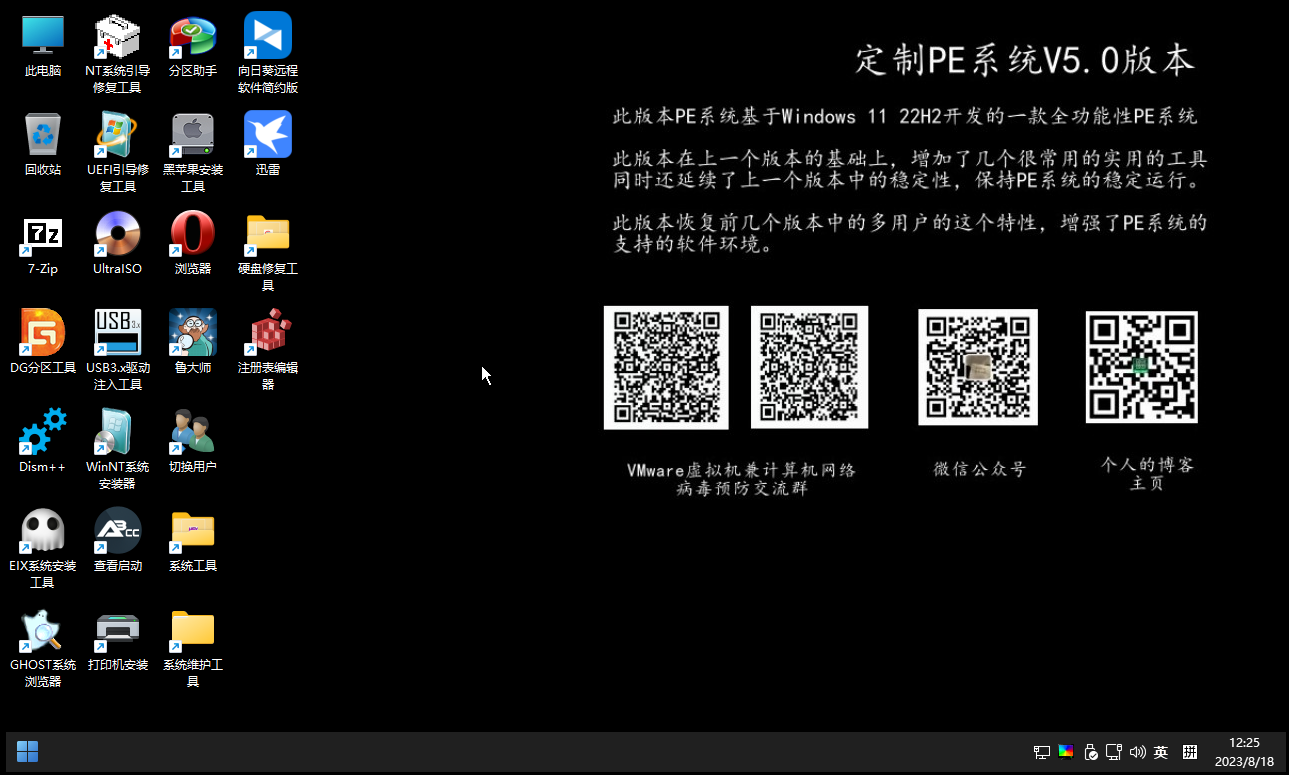 此电脑
NT系统引导
修复工具
分区助手
向日葵远程
软件简约版
回收站
UEFI引导修
复工具
黑苹果安装
工具
迅雷
7-Zip
UltraISO
浏览器
硬盘修复工
具
DG分区工具
USB3.x驱动
注入工具
鲁大师
注册表编辑
器
Dism++
WinNT系统
安装器
切换用户
EIX系统安装
工具
查看启动
系统工具
GHOST系统
浏览器
打印机安装
系统维护工
具
定制PE系统V5.0版本
此版本PE系统基于Windows 11 22H2开发的一款全功能性PE系统
此版本在上一个版本的基础上，增加了几个很常用的实用的工具
同时还延续了上一个版本中的稳定性，保持PE系统的稳定运行。
此版本恢复前几个版本中的多用户的这个特性，增强了PE系统的
支持的软件环境。
VMware虚拟机兼计算机网络
病毒预防交流群
微信公众号
个人的博客
主页
英
拼
12:25
2023/8/18